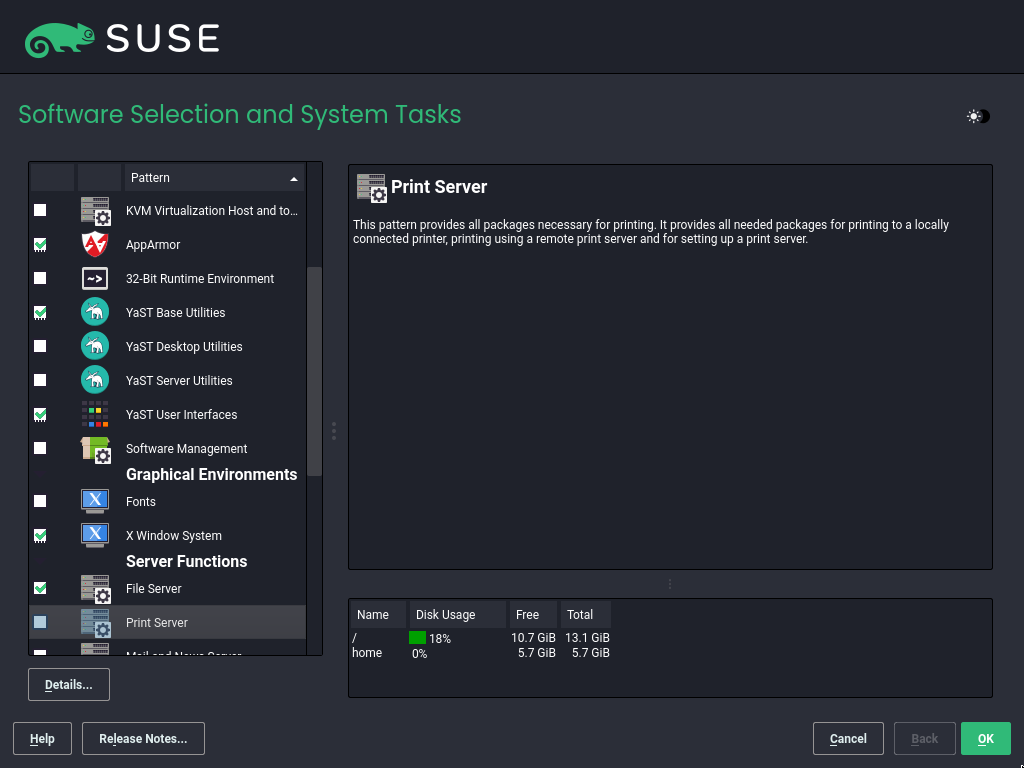 SUSE
Software Selection and System Tasks
Pattern
KVM Virtualization Host and to...
AppArmor
32-Bit Runtime Environment
YaST Base Utilities
YaST Desktop Utilities
YaST Server Utilities
YaST User Interfaces
Software Management
Graphical Environments
Fonts
X Window System
Server Functions
File Server
Print Server
Mail and News Server
Details...
Print Server
This pattern provides all packages necessary for printing. It provides all needed packages for printing to a locally
connected printer, printing using a remote print server and for setting up a print server.
Name Disk Usage Free Total
/ 18% 10.7 GiB 13.1 GiB
home 0% 5.7 GiB 5.7 GiB
Help Release Notes... Cancel Back OK